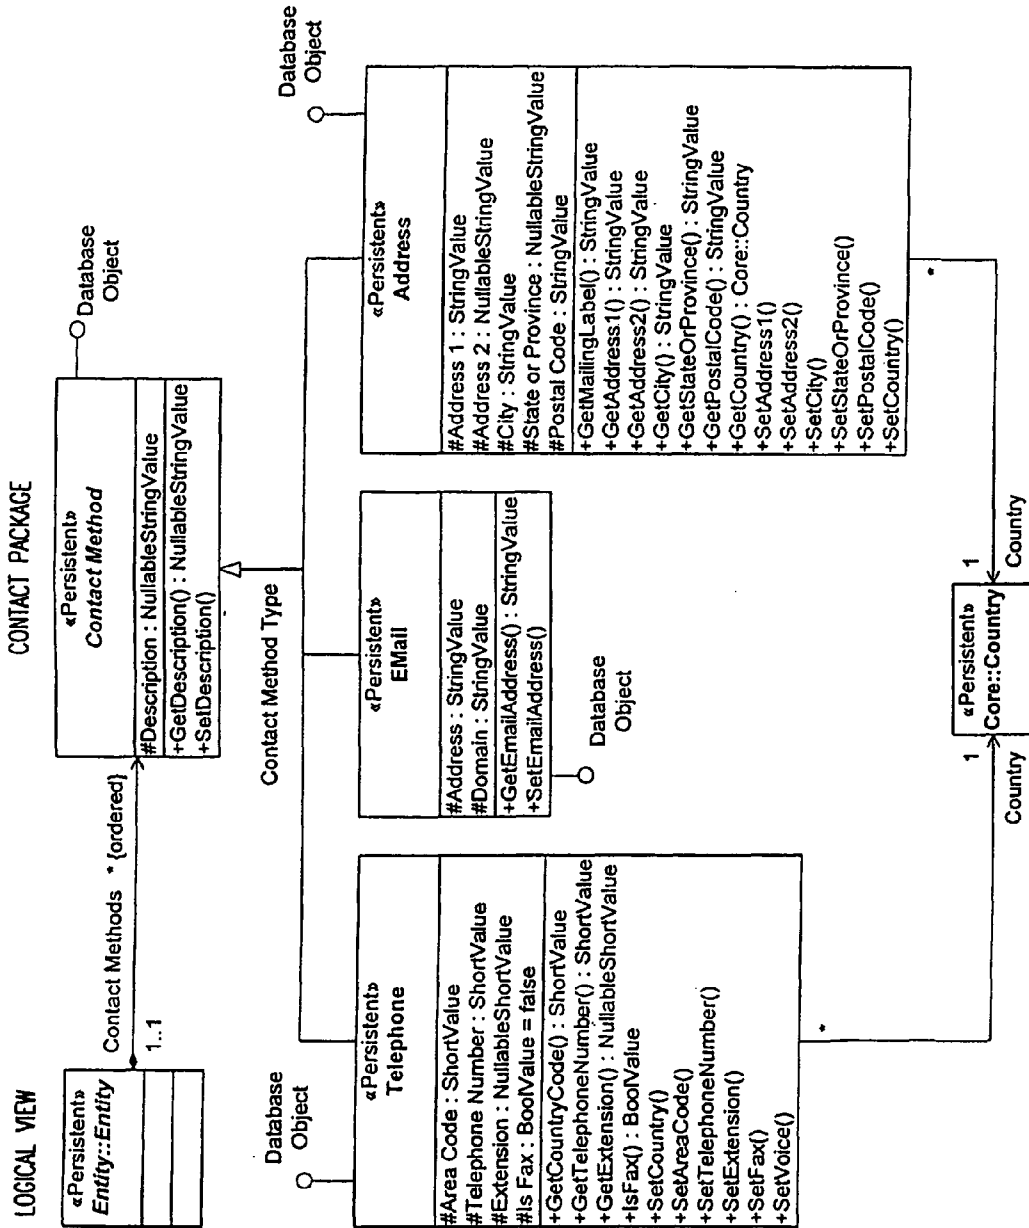 LOGICAL VIEW
CONTACT PACKAGE
«Persistent»
Entity::Entity
Contact Methods * {ordered}
1..1
«Persistent»
Contact Method
#Description : NullableStringValue
+GetDescription() : NullableStringValue
+SetDescription()
Database
Object
Contact Method Type
Database
Object
«Persistent»
Telephone
#Area Code : ShortValue
#Telephone Number : ShortValue
#Extension : NullableShortValue
#Is Fax : BoolValue = false
+GetCountryCode() : ShortValue
+GetTelephoneNumber() : ShortValue
+GetExtension() : NullableShortValue
+IsFax() : BoolValue
+SetCountry()
+SetAreaCode()
+SetTelephoneNumber()
+SetExtension()
+SetFax()
+SetVoice()
«Persistent»
EMail
#Address : StringValue
#Domain : StringValue
+GetEmailAddress() : StringValue
+SetEmailAddress()
Database
Object
Database
Object
«Persistent»
Address
#Address 1 : StringValue
#Address 2 : NullableStringValue
#City : StringValue
#State or Province : NullableStringValue
#Postal Code : StringValue
+GetMailingLabel() : StringValue
+GetAddress1() : StringValue
+GetAddress2() : StringValue
+GetCity() : StringValue
+GetStateOrProvince() : StringValue
+GetPostalCode() : StringValue
+GetCountry() : Core::Country
+SetAddress1()
+SetAddress2()
+SetCity()
+SetStateOrProvince()
+SetPostalCode()
+SetCountry()
*
*
1
Country
«Persistent»
Core::Country
1
Country